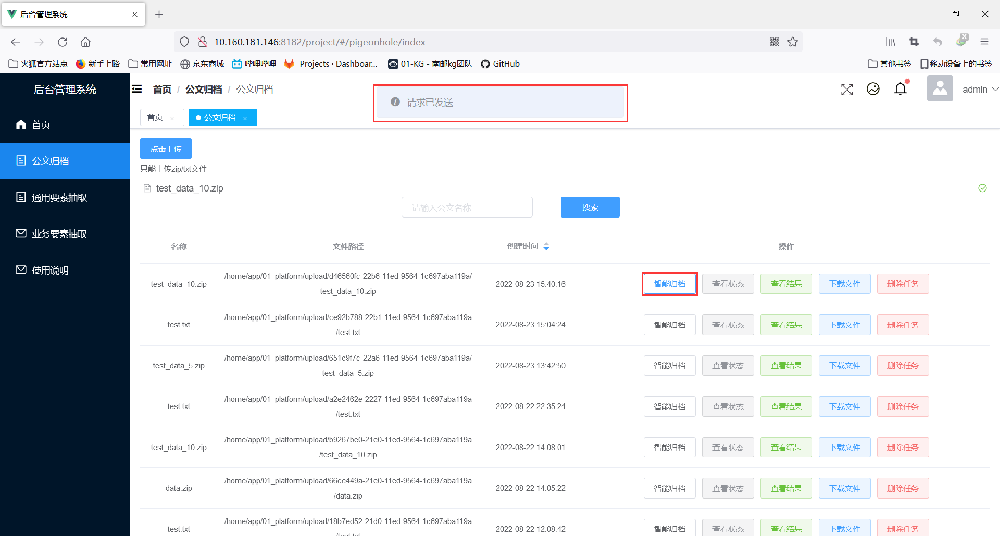 后台管理系统
10.160.181.146:8182/project/#/pigeonhole/index
火狐官方站点 新手上路 常用网址 京东商城 哔哩哔哩 Projects · Dashboar... 01-KG - 南邮kg团队 GitHub 其他书签 移动设备上的书签
后台管理系统
首页 / 公文归档 / 公文归档
请求已发送
admin
首页 公文归档
首页
公文归档
通用要素抽取
业务要素抽取
使用说明
点击上传
只能上传zip/txt文件
test_data_10.zip
请输入公文名称 搜索
名称 文件路径 创建时间 操作
/home/app/01_platform/upload/d46560fc-22b6-11ed-9564-1c697aba119a/
test_data_10.zip 2022-08-23 15:40:16 智能归档 查看状态 查看结果 下载文件 删除任务
test_data_10.zip
/home/app/01_platform/upload/ce92b788-22b1-11ed-9564-1c697aba119a
test.txt 2022-08-23 15:04:24 智能归档 查看状态 查看结果 下载文件 删除任务
/test.txt
/home/app/01_platform/upload/651c9f7c-22a6-11ed-9564-1c697aba119a/
test_data_5.zip 2022-08-23 13:42:50 智能归档 查看状态 查看结果 下载文件 删除任务
test_data_5.zip
/home/app/01_platform/upload/a2e2462e-2227-11ed-9564-1c697aba119a
test.txt 2022-08-22 22:35:24 智能归档 查看状态 查看结果 下载文件 删除任务
/test.txt
/home/app/01_platform/upload/b9267be0-21e0-11ed-9564-1c697aba119a
test_data_10.zip 2022-08-22 14:08:01 智能归档 查看状态 查看结果 下载文件 删除任务
/test_data_10.zip
/home/app/01_platform/upload/66ce449a-21e0-11ed-9564-1c697aba119a
data.zip 2022-08-22 14:05:22 智能归档 查看状态 查看结果 下载文件 删除任务
/data.zip
/home/app/01_platform/upload/18b7ed52-21d0-11ed-9564-1c697aba119a
test.txt 2022-08-22 12:08:42 智能归档 查看状态 查看结果 下载文件 删除任务